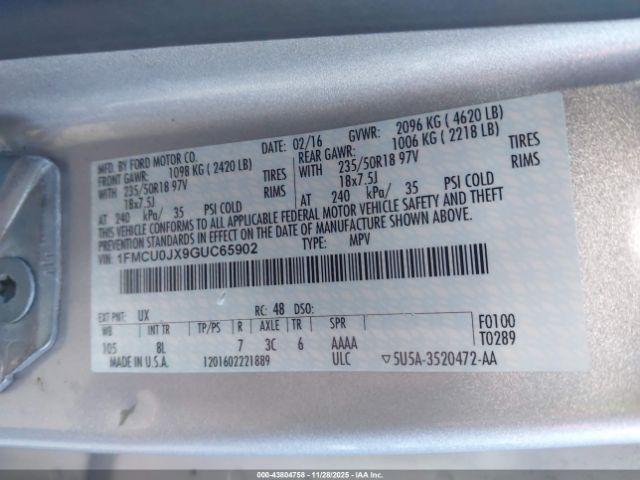 MFD. BY FORD MOTOR CO. DATE: 02/16 GVWR: 2096 KG ( 4620 LB)
FRONT GAWR: 1098 KG ( 2420 LB) REAR GAWR: 1006 KG ( 2218 LB)
WITH 235/50R18 97V TIRES WITH 235/50R18 97V TIRES
18x7.5J RIMS 18x7.5J RIMS
AT 240 kPa/ 35 PSI COLD AT 240 kPa/ 35 PSI COLD
THIS VEHICLE CONFORMS TO ALL APPLICABLE FEDERAL MOTOR VEHICLE SAFETY AND THEFT
PREVENTION STANDARDS IN EFFECT ON THE DATE OF MANUFACTURE SHOWN ABOVE.
VIN: 1FMCU0JX9GUC65902 TYPE: MPV
EXT PNT: UX RC: 48 DSO:
WB INT TR TP/PS R AXLE TR SPR F0100
105 8L 7 3C 6 AAAA T0289
MADE IN U.S.A. 1201602221889 ULC ▽5U5A-3520472-AA
000-43804758 - 11/28/2025 - IAAI.COM